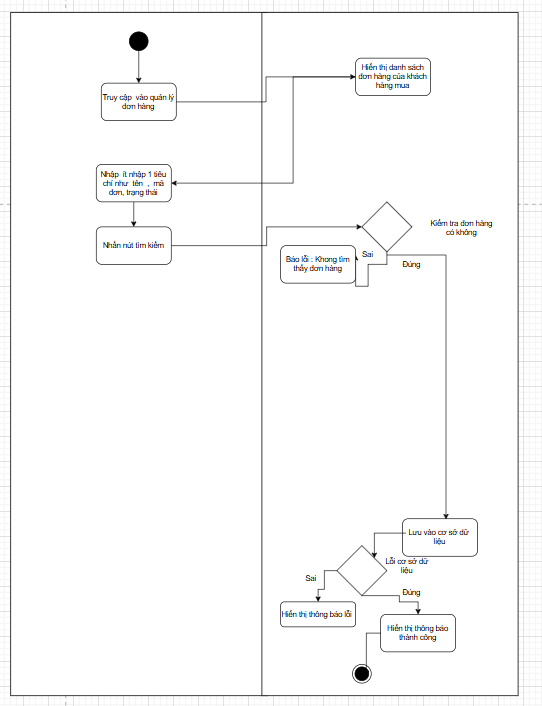 Hiển thị danh sách
đơn hàng của khách
hàng mua
Truy cập vào quản lý
đơn hàng
Nhập ít nhập 1 tiêu
chí như tên , mã
đơn, trạng thái
Nhấn nút tìm kiếm
Kiểm tra đơn hàng
có không
Sai
Báo lỗi : Khong tìm
thấy đơn hàng
Đúng
Lưu vào cơ sở dữ
liệu
Lỗi cơ sở dữ
liệu
Sai
Đúng
Hiển thị thông báo lỗi
Hiển thị thông báo
thành công